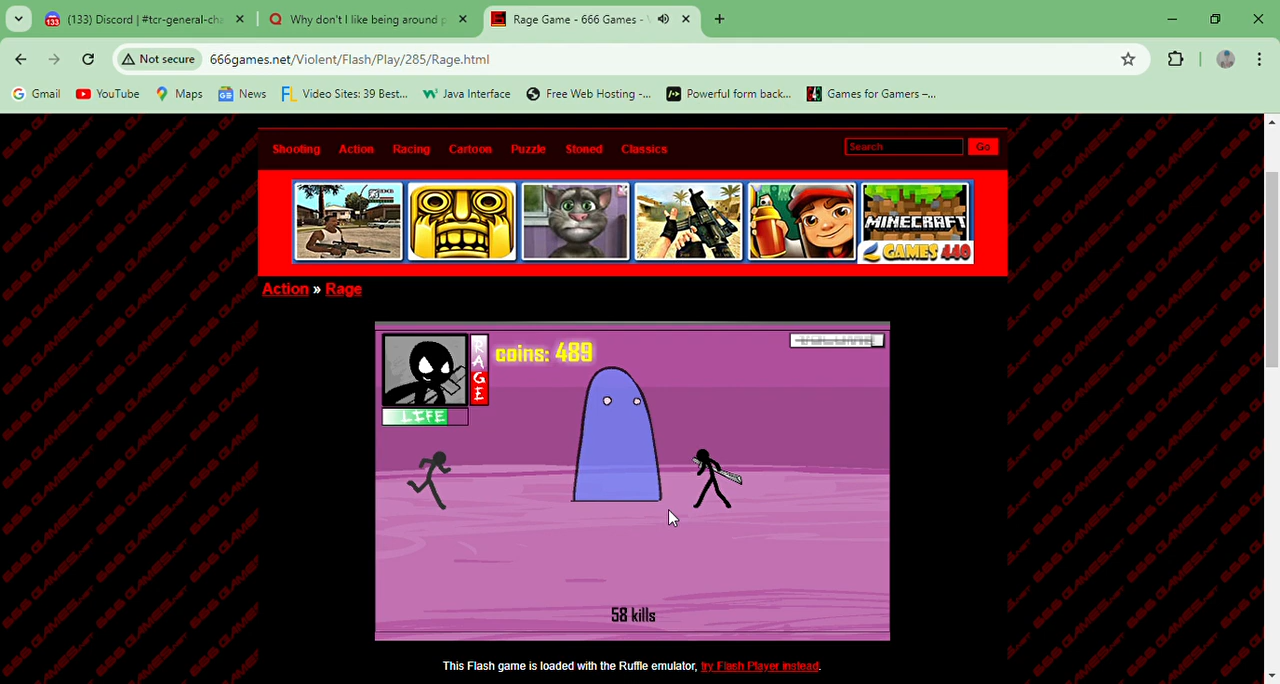 (133) Discord | #tcr-general-cha
Why don't I like being around p
Rage Game - 666 Games -
Not secure
666games.net/Violent/Flash/Play/285/Rage.html
Gmail
YouTube
Maps
News
Video Sites: 39 Best...
Java Interface
Free Web Hosting -...
Powerful form back...
Games for Gamers –...
Shooting
Action
Racing
Cartoon
Puzzle
Stoned
Classics
Search
Go
MINECRAFT
GAMES 440
Action » Rage
RAGE
coins: 489
VOLUME
LIFE
58 kills
This Flash game is loaded with the Ruffle emulator, try Flash Player instead.